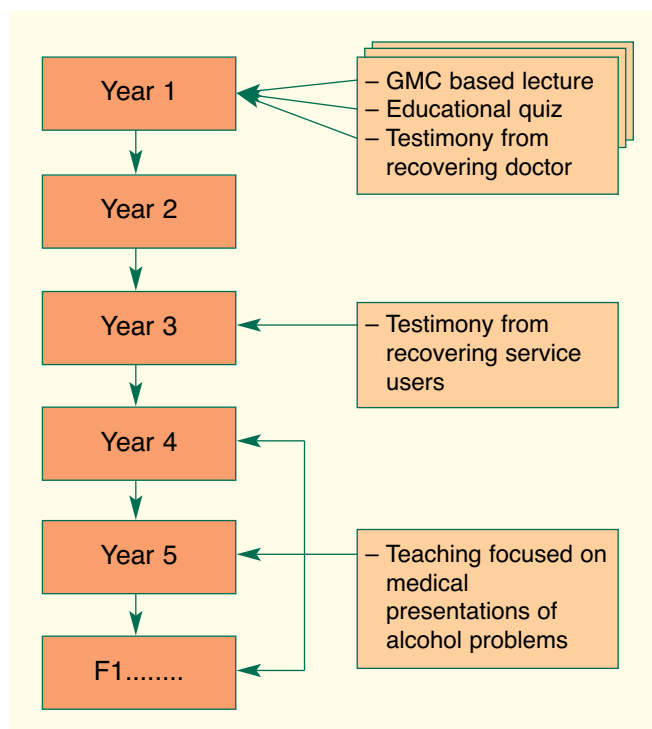 Year 1
– GMC based lecture
– Educational quiz
– Testimony from
recovering doctor
Year 2
Year 3
– Testimony from
recovering service
users
Year 4
Year 5
– Teaching focused on
medical
presentations of
alcohol problems
F1........